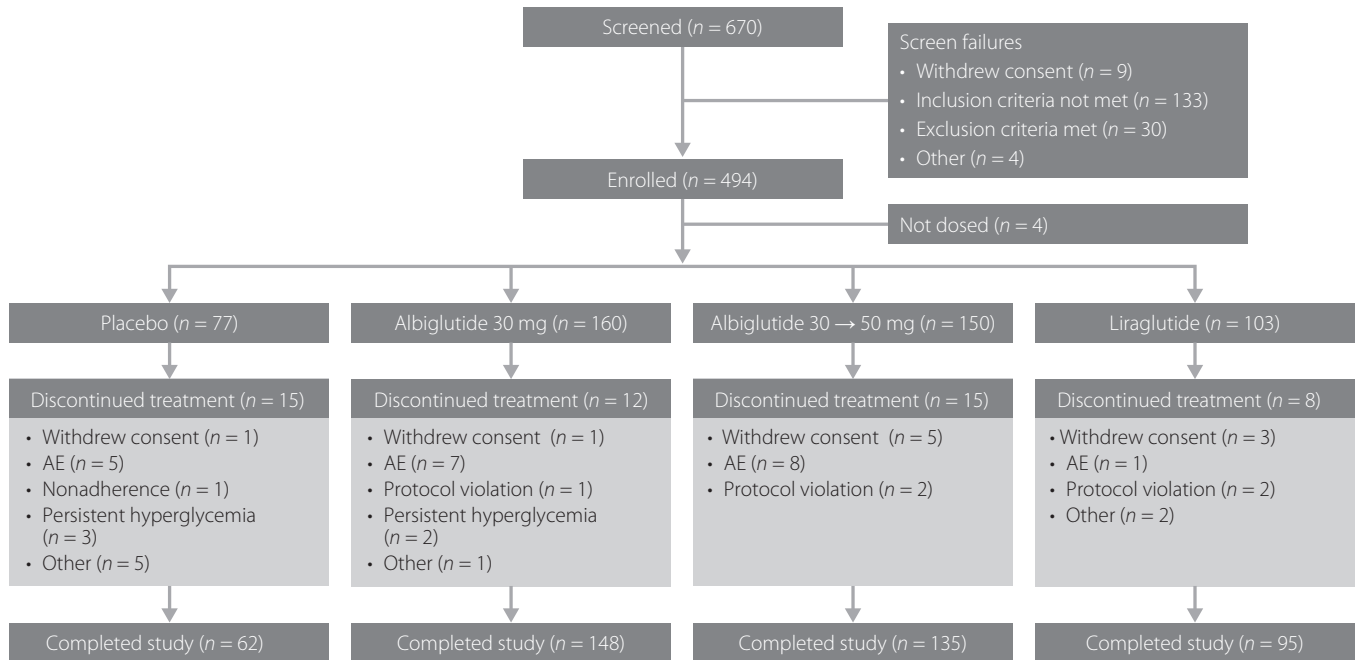 Screened (n = 670)
Screen failures
• Withdrew consent (n = 9)
• Inclusion criteria not met (n = 133)
• Exclusion criteria met (n = 30)
• Other (n = 4)
Enrolled (n = 494)
Not dosed (n = 4)
Placebo (n = 77)
Albiglutide 30 mg (n = 160)
Albiglutide 30 → 50 mg (n = 150)
Liraglutide (n = 103)
Discontinued treatment (n = 15)
• Withdrew consent (n = 1)
• AE (n = 5)
• Nonadherence (n = 1)
• Persistent hyperglycemia
(n = 3)
• Other (n = 5)
Discontinued treatment (n = 12)
• Withdrew consent (n = 1)
• AE (n = 7)
• Protocol violation (n = 1)
• Persistent hyperglycemia
(n = 2)
• Other (n = 1)
Discontinued treatment (n = 15)
• Withdrew consent (n = 5)
• AE (n = 8)
• Protocol violation (n = 2)
Discontinued treatment (n = 8)
• Withdrew consent (n = 3)
• AE (n = 1)
• Protocol violation (n = 2)
• Other (n = 2)
Completed study (n = 62)
Completed study (n = 148)
Completed study (n = 135)
Completed study (n = 95)